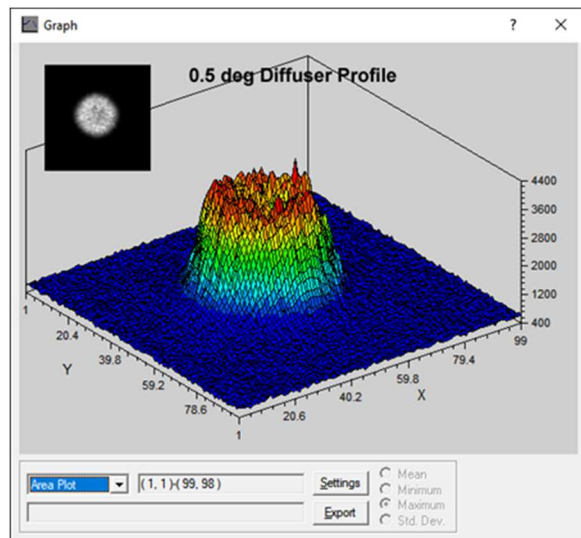 Graph
? ×
0.5 deg Diffuser Profile
4400
3600
2800
2000
1200
400
1
20.4
39.8
59.2
78.6
Y
1
20.6
40.2
59.8
79.4
99
X
Area Plot
( 1, 1 )-( 99, 98 )
Settings
Export
Mean
Minimum
Maximum
Std. Dev.